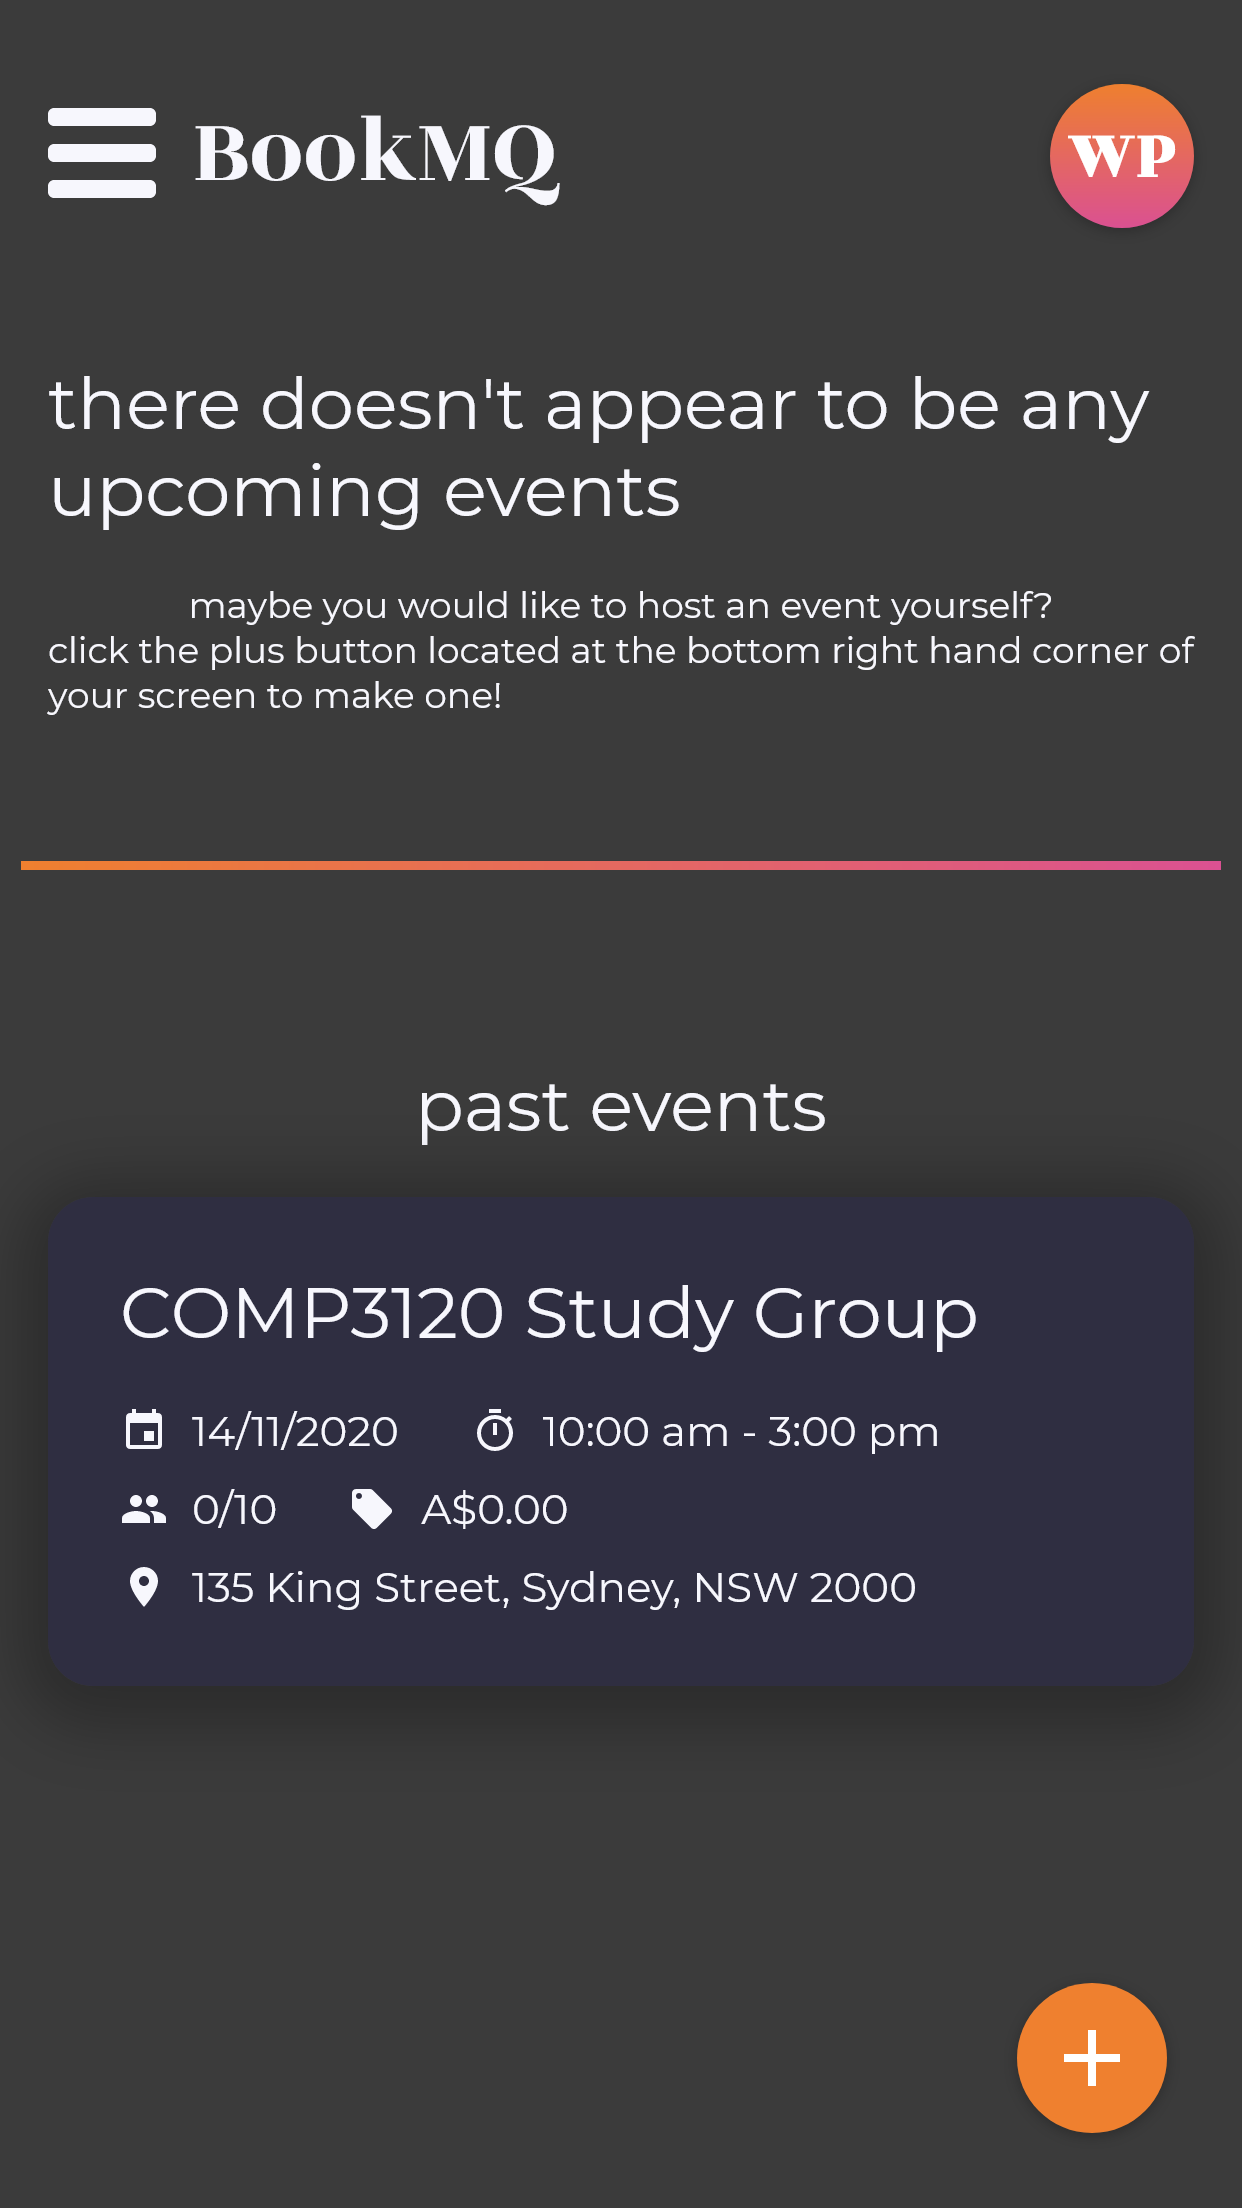 BookMQ
WP
there doesn't appear to be any
upcoming events
maybe you would like to host an event yourself?
click the plus button located at the bottom right hand corner of
your screen to make one!
past events
COMP3120 Study Group
14/11/2020 10:00 am - 3:00 pm
0/10 A$0.00
135 King Street, Sydney, NSW 2000
+